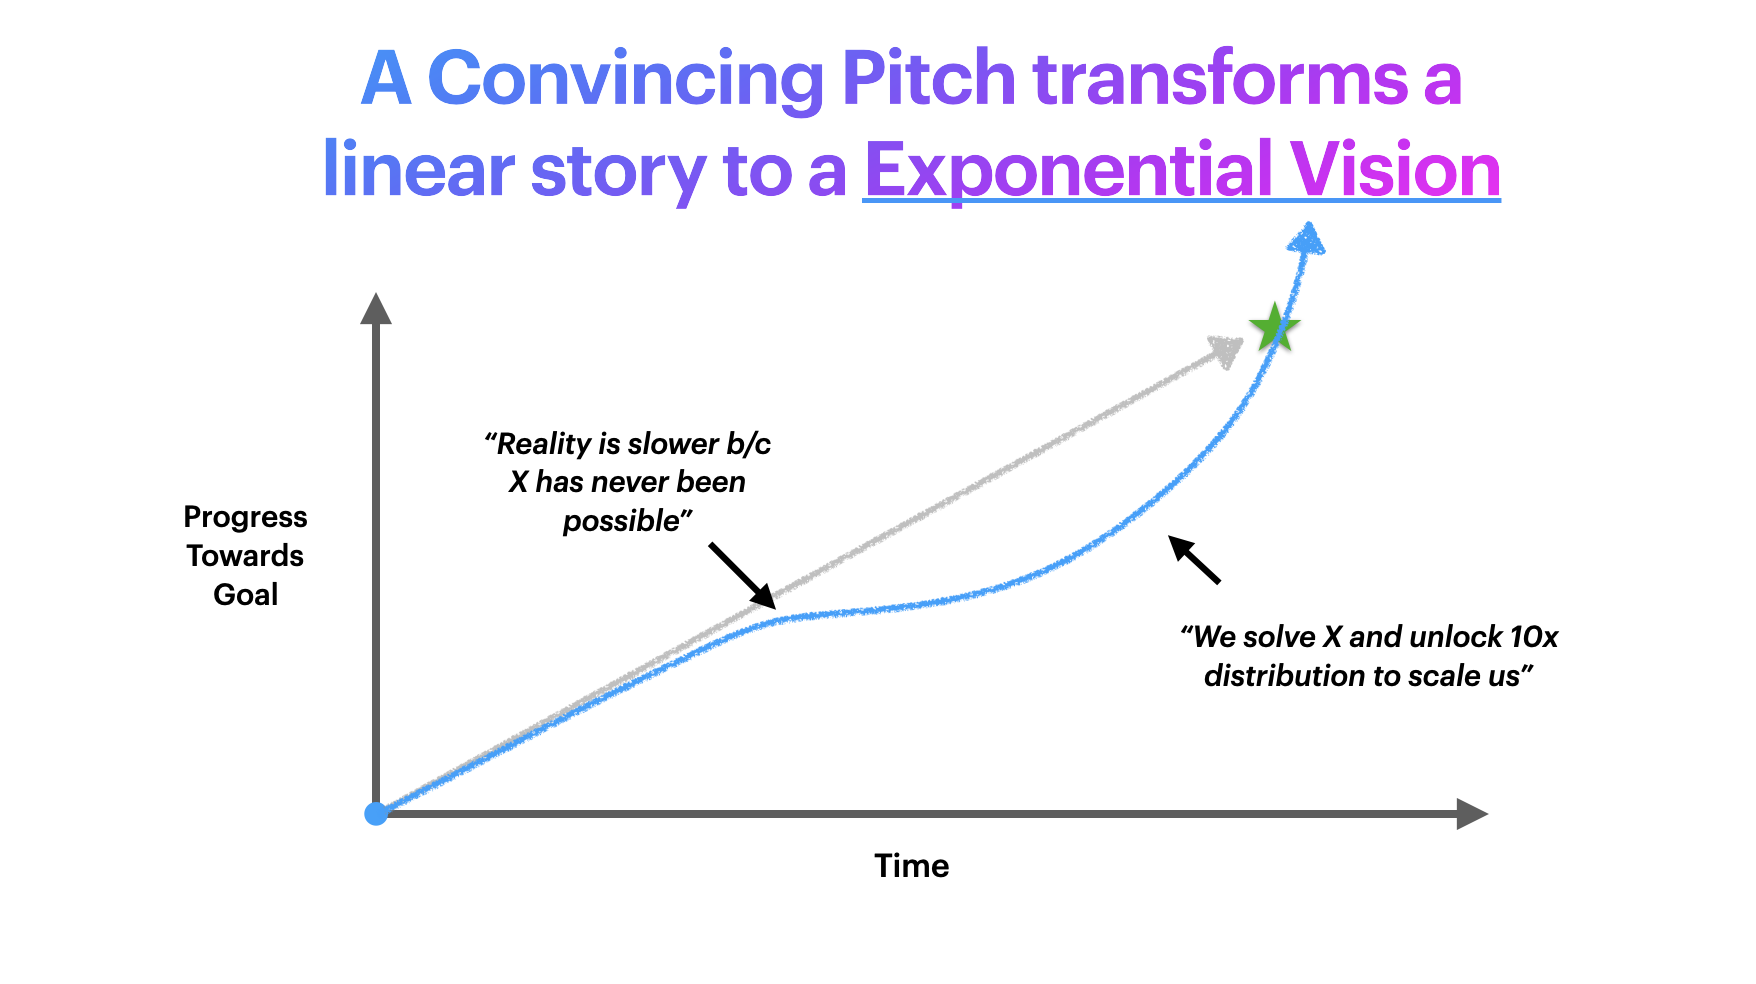 A Convincing Pitch transforms a
linear story to a Exponential Vision
“Reality is slower b/c
X has never been
possible”
Progress
Towards
Goal
“We solve X and unlock 10x
distribution to scale us”
Time